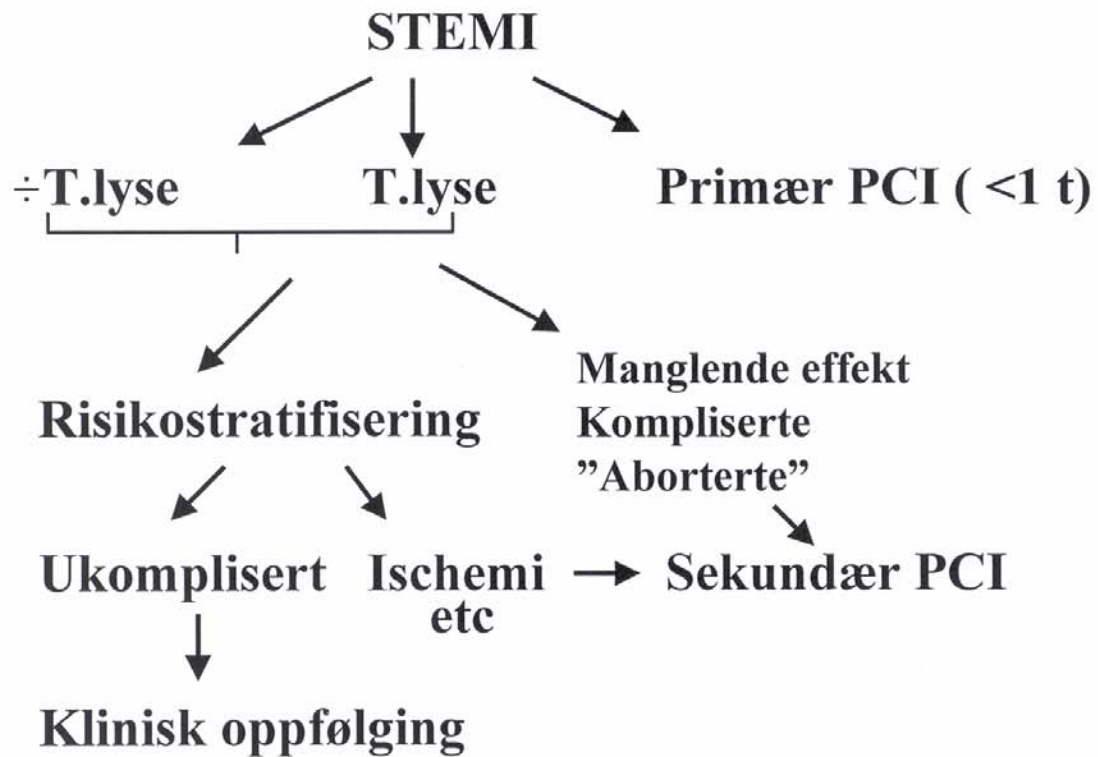 STEMI
÷T.lyse
T.lyse
Primær PCI ( <1 t)
Manglende effekt
Kompliserte
”Aborterte”
Risikostratifisering
Ukomplisert
Ischemi
etc
Sekundær PCI
Klinisk oppfølging